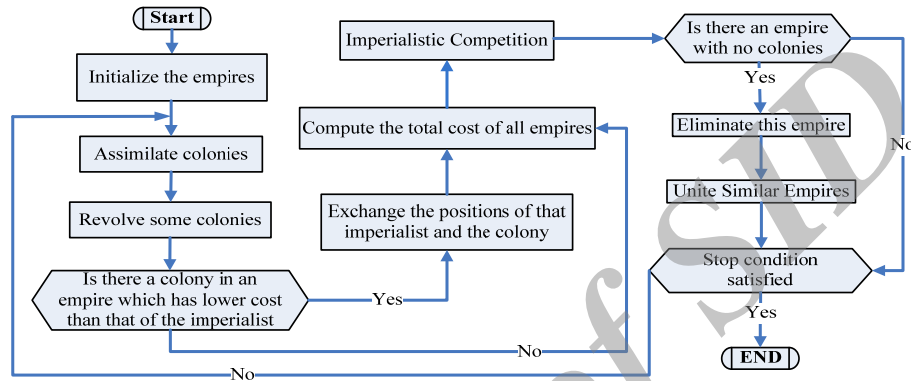 Start
Initialize the empires
Assimilate colonies
Revolve some colonies
Is there a colony in an
empire which has lower cost
than that of the imperialist
Yes
No
Exchange the positions of that
imperialist and the colony
Compute the total cost of all empires
Imperialistic Competition
Is there an empire
with no colonies
Yes
No
Eliminate this empire
Unite Similar Empires
Stop condition
satisfied
Yes
No
END
of SID